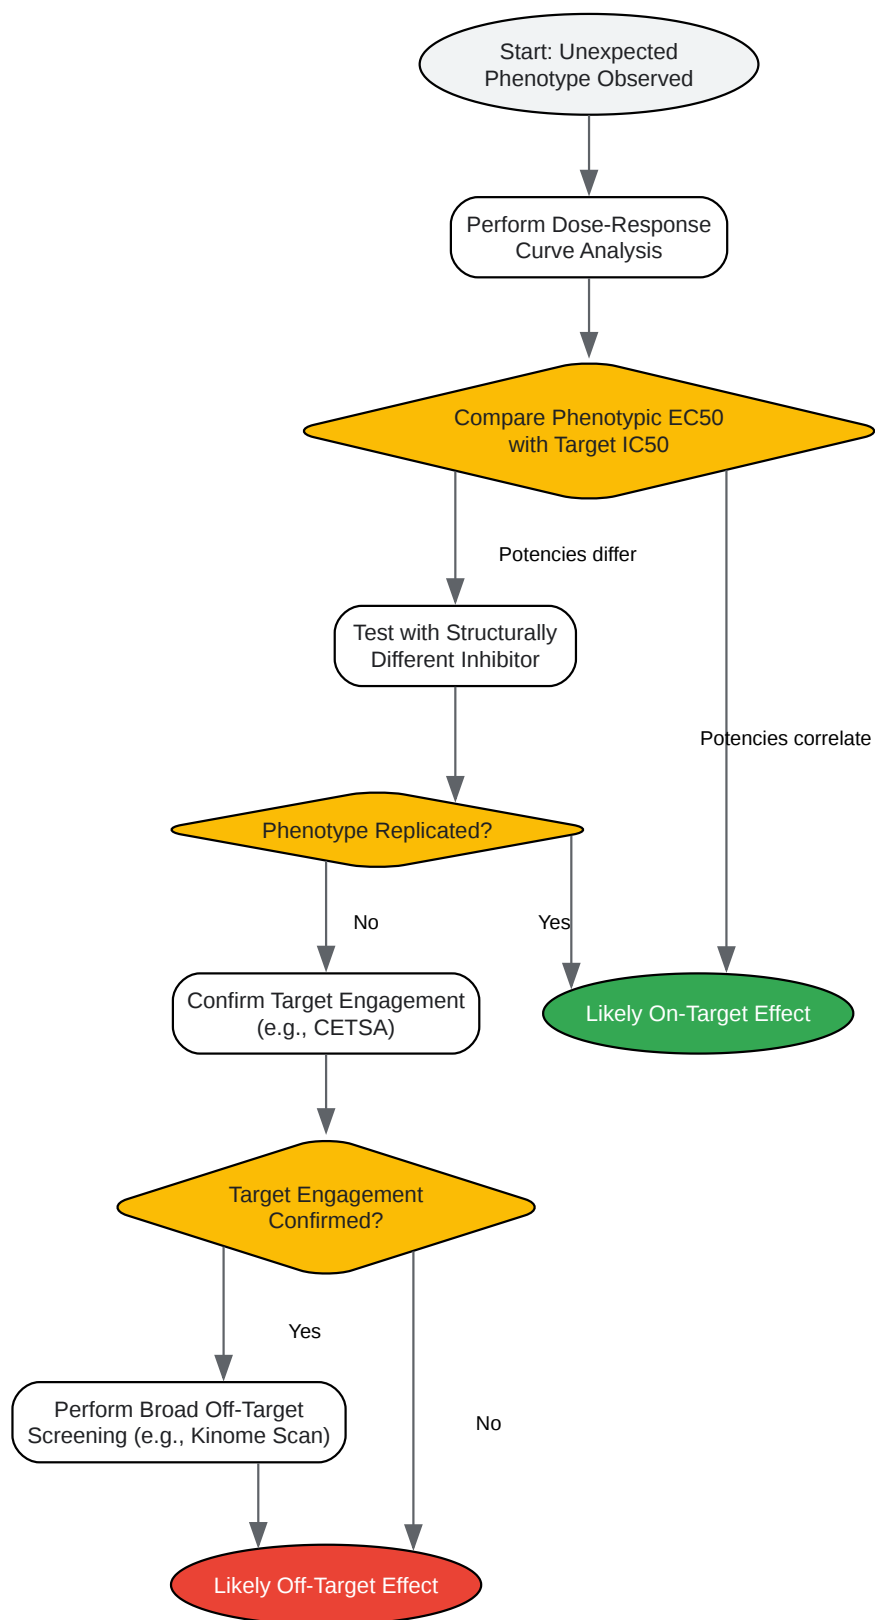 Start: Unexpected
Phenotype Observed
Perform Dose-Response
Curve Analysis
Compare Phenotypic EC50
with Target IC50
Potencies differ
Test with Structurally
Different Inhibitor
Potencies correlate
Phenotype Replicated?
No
Yes
Confirm Target Engagement
(e.g., CETSA)
Likely On-Target Effect
Target Engagement
Confirmed?
Yes
Perform Broad Off-Target
Screening (e.g., Kinome Scan)
No
Likely Off-Target Effect